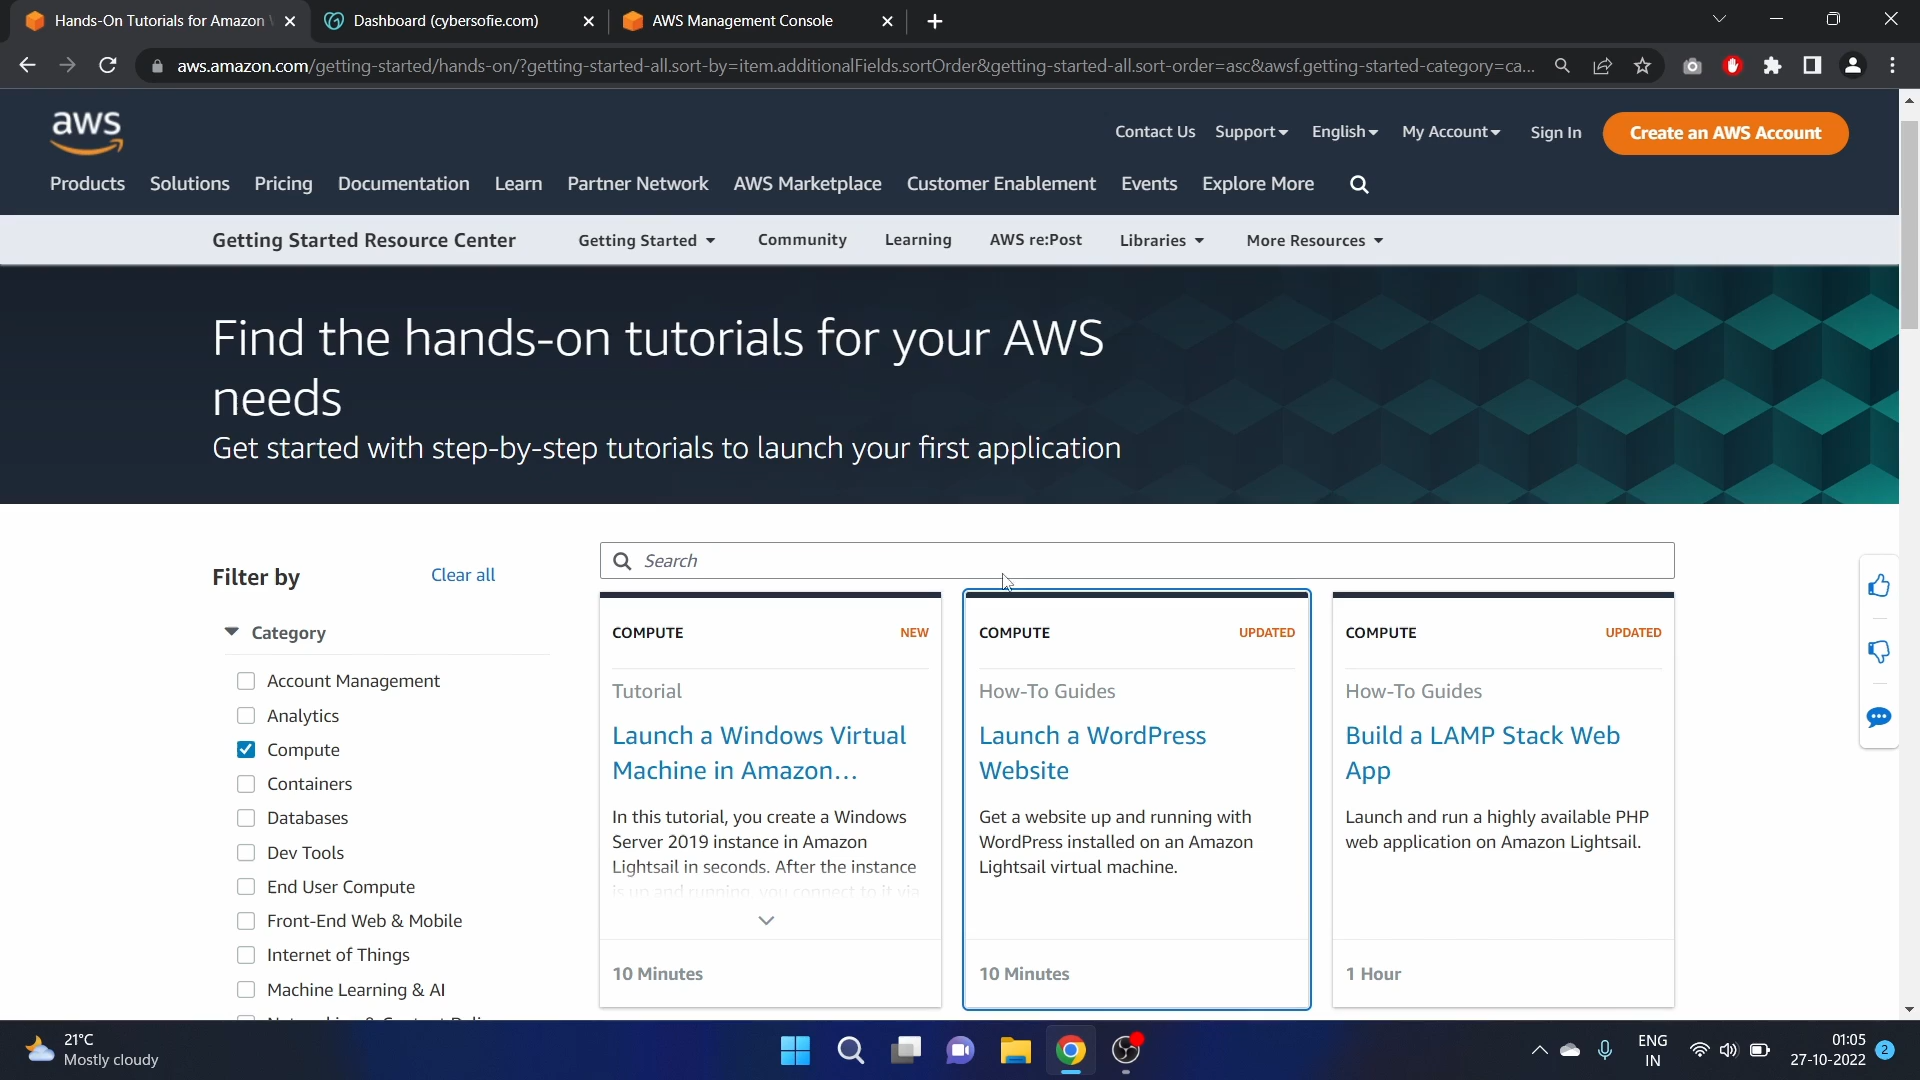 Hands-On Tutorials for Amazon
Dashboard (cybersofie.com)
AWS Management Console
aws.amazon.com/getting-started/hands-on/?getting-started-all.sort-by=item.additionalFields.sortOrder&getting-started-all.sort-order=asc&awsf.getting-started-category=ca...
aws
Contact Us
Support
English
My Account
Sign In
Create an AWS Account
Products
Solutions
Pricing
Documentation
Learn
Partner Network
AWS Marketplace
Customer Enablement
Events
Explore More
Getting Started Resource Center
Getting Started
Community
Learning
AWS re:Post
Libraries
More Resources
Find the hands-on tutorials for your AWS
needs
Get started with step-by-step tutorials to launch your first application
Filter by
Clear all
Category
Account Management
Analytics
Compute
Containers
Databases
Dev Tools
End User Compute
Front-End Web & Mobile
Internet of Things
Machine Learning & AI
Search
COMPUTE
NEW
Tutorial
Launch a Windows Virtual
Machine in Amazon...
In this tutorial, you create a Windows
Server 2019 instance in Amazon
Lightsail in seconds. After the instance
is up and running, you connect to it via
10 Minutes
COMPUTE
UPDATED
How-To Guides
Launch a WordPress
Website
Get a website up and running with
WordPress installed on an Amazon
Lightsail virtual machine.
10 Minutes
COMPUTE
UPDATED
How-To Guides
Build a LAMP Stack Web
App
Launch and run a highly available PHP
web application on Amazon Lightsail.
1 Hour
21°C
Mostly cloudy
ENG
IN
01:05
27-10-2022
2